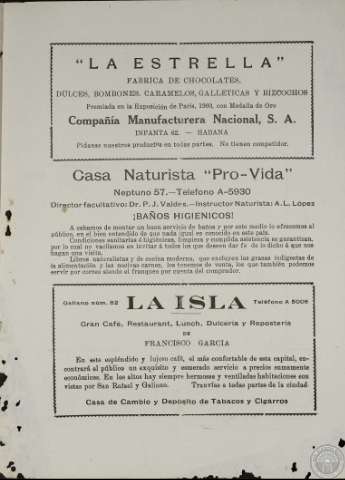 "LA ESTRELLA"
FABRICA DE CHOCOLATES,
DULCES, BOMBONES, CARAMELOS, GALLETICAS Y BIZCOCHOS
Premiada en la Exposición de París, 1900, con Medalla de Oro
Compañía Manufacturera Nacional, S. A.
INFANTA 62. — HABANA
Pídanse nuestros productos en todas partes. No tienen competidor.
Casa Naturista "Pro-Vida"
Neptuno 57.—Telefono A-5930
Director facultativo: Dr. P. J. Valdes.—Instructor Naturista: A. L. López
¡BAÑOS HIGIENICOS!
Acabamos de montar un buen servicio de baños y por este medio lo ofrecemos al
público, en el bien entendido de que nada igual es conocido en este país.
Condiciones sanitarias é higiénicas, limpieza y cumplida asistencia se garantizan,
por lo cual no vacilamos en invitar á todos los que deseen dar fé de lo dicho á que nos
hagan una visita.
Libros naturalistas y de cocina moderna, que excluyen las grasas indigestas de
la alimentación y las nocivas carnes, los tenemos de venta, los que también podemos
servir por correo siendo el franqueo por cuenta del comprador.
Galiano núm. 82 LA ISLA Teléfono A 5006
Gran Café, Restaurant, Lunch, Dulcería y Repostería
DE
FRANCISCO GARCIA
En este espléndido y lujoso café, el más confortable de esta capital, en-
contrará el público un exquisito y esmerado servicio a precios sumamente
económicos. En los altos hay siempre hermosas y ventiladas habitaciones con
vistas por San Rafael y Galiano. Tranvías a todas partes de la ciudad
Casa de Cambio y Depósito de Tabacos y Cigarros